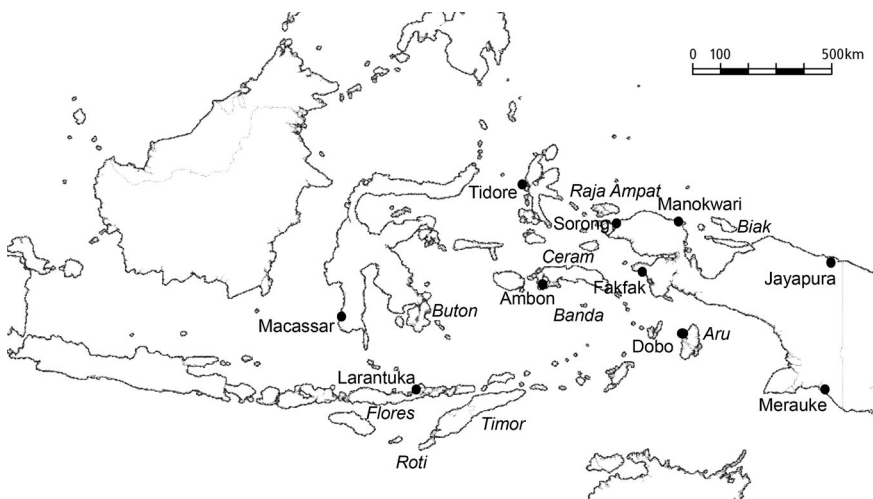 0 100 500km
Tidore
Raja Ampat
Manokwari
Sorong
Biak
Ceram
Jayapura
Fakfak
Ambon
Buton
Banda
Macassar
Dobo
Aru
Larantuka
Merauke
Flores
Timor
Roti